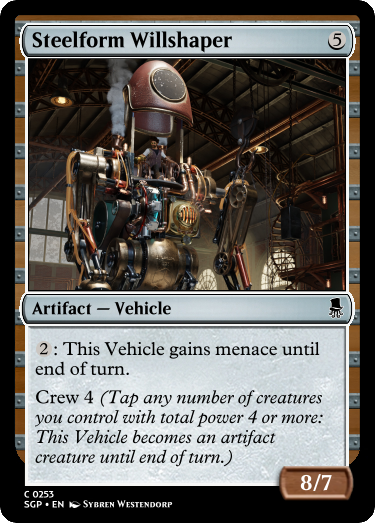 Steelform Willshaper 5
Artifact — Vehicle
2: This Vehicle gains menace until
end of turn.
Crew 4 (Tap any number of creatures
you control with total power 4 or more:
This Vehicle becomes an artifact
creature until end of turn.)
8/7
C 0253
SGP • EN Sybren Westendorp